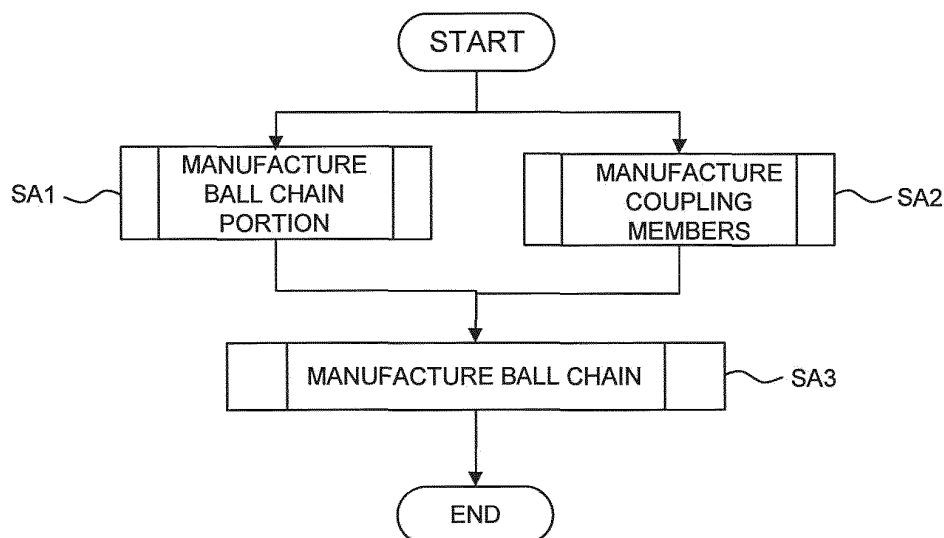 START
SA1
MANUFACTURE
BALL CHAIN
PORTION
MANUFACTURE
COUPLING
MEMBERS
SA2
MANUFACTURE BALL CHAIN
SA3
END